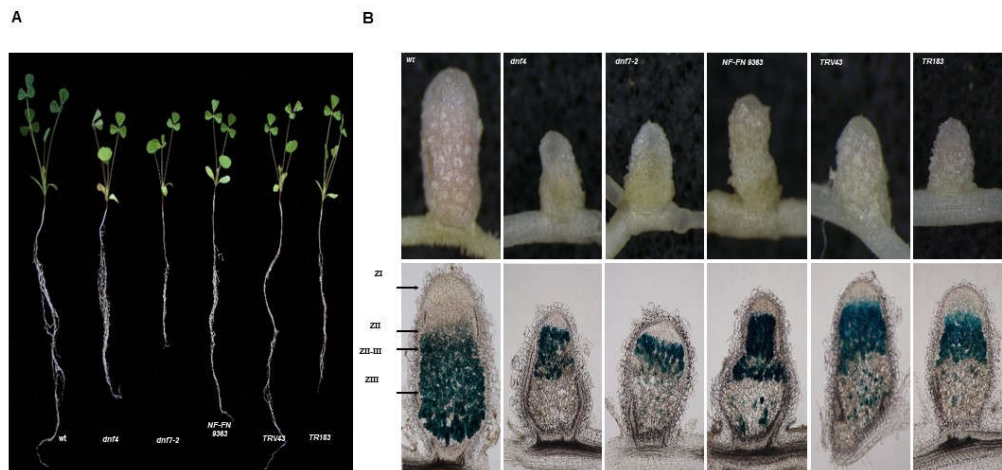 A
B
wt
dnf4
dnf7-2
NF-FN
9363
TRV43
TR183
wt
dnf4
dnf7-2
NF-FN 9363
TRV43
TR183
ZI
ZII
ZII-III
ZIII